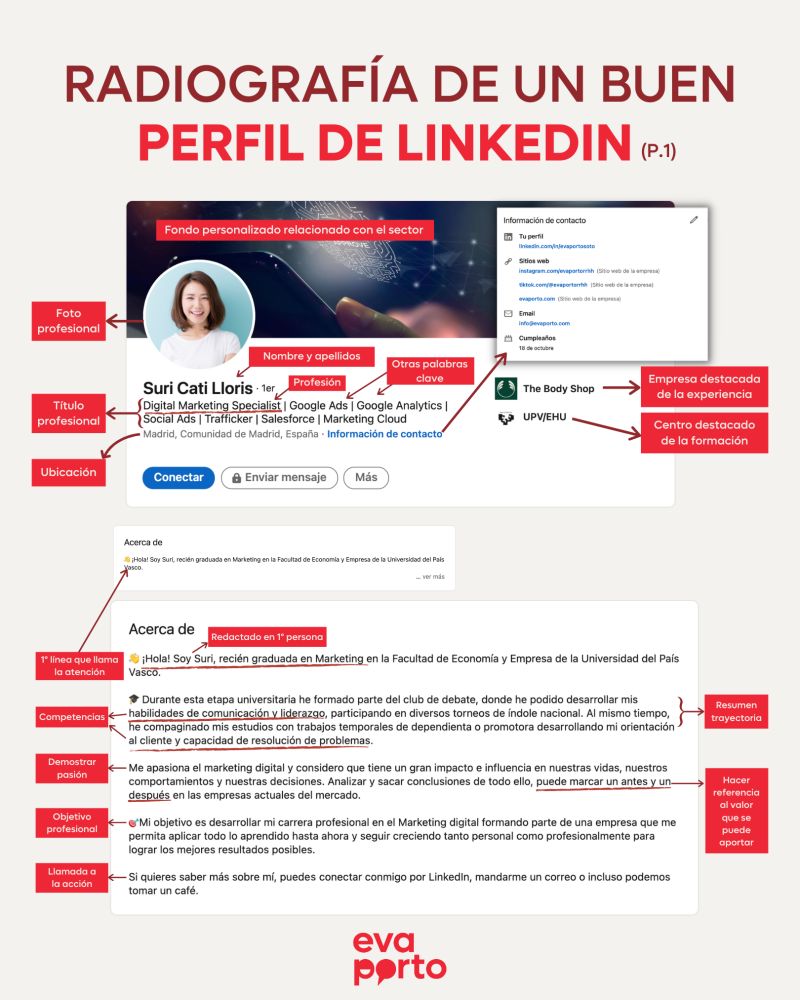 RADIOGRAFÍA DE UN BUEN
PERFIL DE LINKEDIN (P.1)
Fondo personalizado relacionado con el sector
Información de contacto
Tu perfil
linkedin.com/in/evaportosoto
Sitios web
instagram.com/evaportorrhh (Sitio web de la empresa)
tiktok.com/@evaportorrhh (Sitio web de la empresa)
evaporto.com (Sitio web de la empresa)
Email
info@evaporto.com
Cumpleaños
18 de octubre
Foto
profesional
Nombre y apellidos
Profesión
Otras palabras
clave
Suri Cati Lloris · 1er
Título
profesional
Digital Marketing Specialist | Google Ads | Google Analytics |
Social Ads | Trafficker | Salesforce | Marketing Cloud
Madrid, Comunidad de Madrid, España · Información de contacto
Ubicación
The Body Shop
Empresa destacada
de la experiencia
UPV/EHU
Centro destacado
de la formación
Conectar
Enviar mensaje
Más
Acerca de
👋¡Hola! Soy Suri, recién graduada en Marketing en la Facultad de Economía y Empresa de la Universidad del País
Vasco.
... ver más
Acerca de
Redactado en 1° persona
1° línea que llama
la atención
👋 ¡Hola! Soy Suri, recién graduada en Marketing en la Facultad de Economía y Empresa de la Universidad del País
Vasco.
Competencias
🎓 Durante esta etapa universitaria he formado parte del club de debate, donde he podido desarrollar mis
habilidades de comunicación y liderazgo, participando en diversos torneos de índole nacional. Al mismo tiempo,
he compaginado mis estudios con trabajos temporales de dependienta o promotora desarrollando mi orientación
al cliente y capacidad de resolución de problemas.
Resumen
trayectoria
Demostrar
pasión
Me apasiona el marketing digital y considero que tiene un gran impacto e influencia en nuestras vidas, nuestros
comportamientos y nuestras decisiones. Analizar y sacar conclusiones de todo ello, puede marcar un antes y un
después en las empresas actuales del mercado.
Hacer
referencia
al valor
que se
puede
aportar
Objetivo
profesional
🎯Mi objetivo es desarrollar mi carrera profesional en el Marketing digital formando parte de una empresa que me
permita aplicar todo lo aprendido hasta ahora y seguir creciendo tanto personal como profesionalmente para
lograr los mejores resultados posibles.
Llamada a
la acción
Si quieres saber más sobre mí, puedes conectar conmigo por LinkedIn, mandarme un correo o incluso podemos
tomar un café.
eva
porto